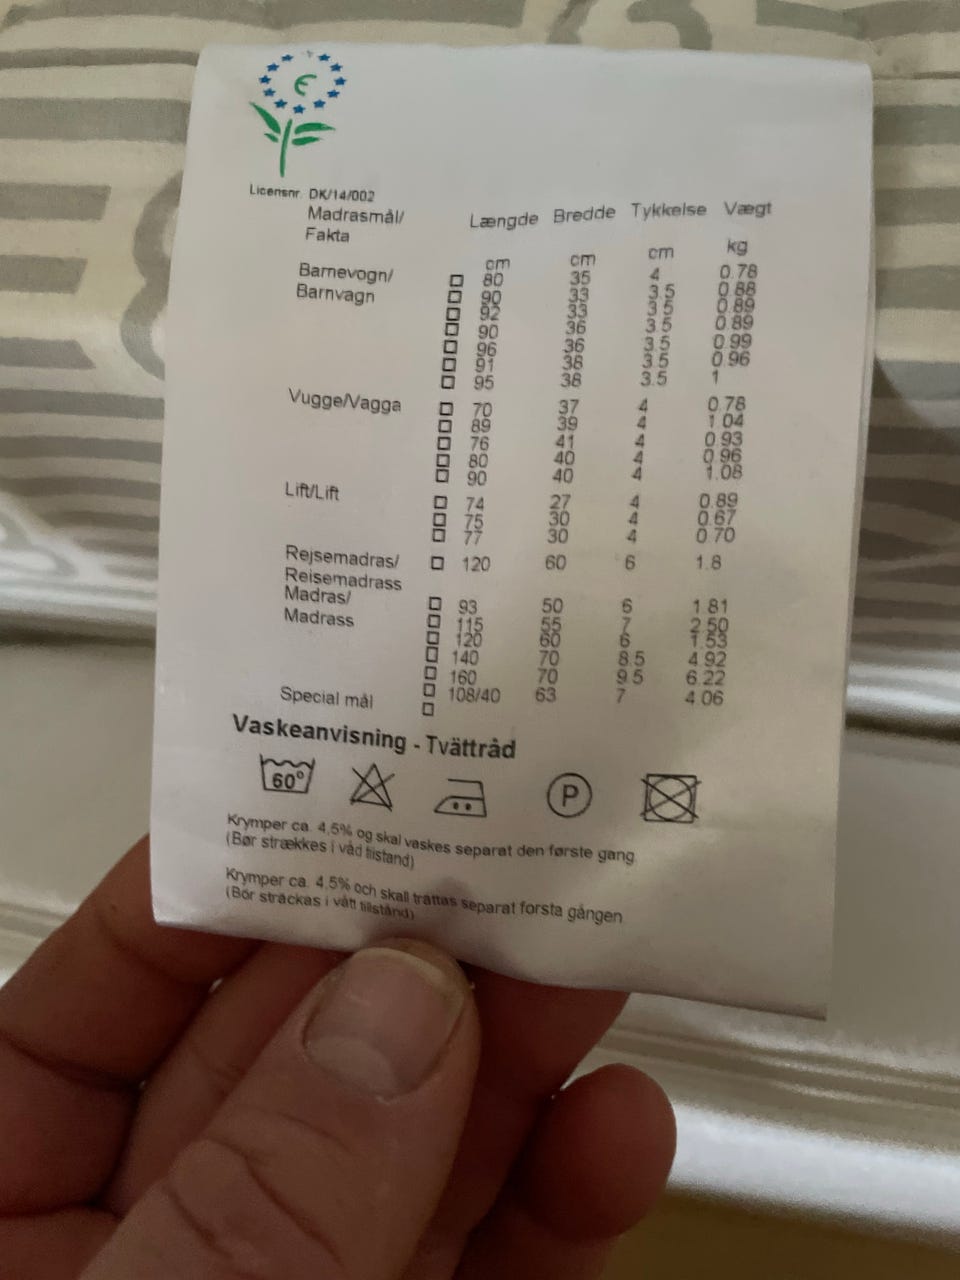 Є
Licensnr. DK/14/002
Madrasmål/ Længde Bredde Tykkelse Vægt
Fakta
cm cm cm kg
Barnevogn/ 80 35 4 0.78
Barnvagn 90 33 3.5 0.88
92 33 3.5 0.89
90 36 3.5 0.89
96 36 3.5 0.99
91 38 3.5 0.96
95 38 3.5 1
Vugge/Vagga 70 37 4 0.78
89 39 4 1.04
76 41 4 0.93
80 40 4 0.96
90 40 4 1.08
Lift/Lift 74 27 4 0.89
75 30 4 0.67
77 30 4 0.70
Rejsemadras/ 120 60 6 1.8
Reisemadrass
Madras/ 93 50 6 1.81
Madrass 115 55 7 2.50
120 60 6 1.53
140 70 8.5 4.92
160 70 9.5 6.22
108/40 63 7 4.06
Special mål
Vaskeanvisning - Tvättråd
60° P
Krymper ca. 4,5% og skal vaskes separat den første gang
(Bør strækkes i våd tilstand)
Krymper ca. 4,5% och skall trattas separat forsta gången
(Bör sträckas i vått tillstånd)